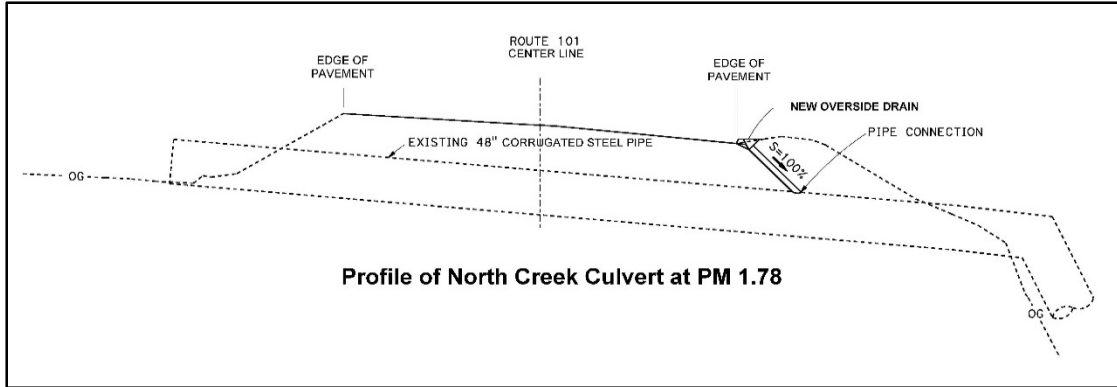 ROUTE 101
CENTER LINE
EDGE OF
PAVEMENT
EDGE OF
PAVEMENT
NEW OVERSIDE DRAIN
PIPE CONNECTION
EXISTING 48" CORRUGATED STEEL PIPE
S=100%
OG
Profile of North Creek Culvert at PM 1.78
OG